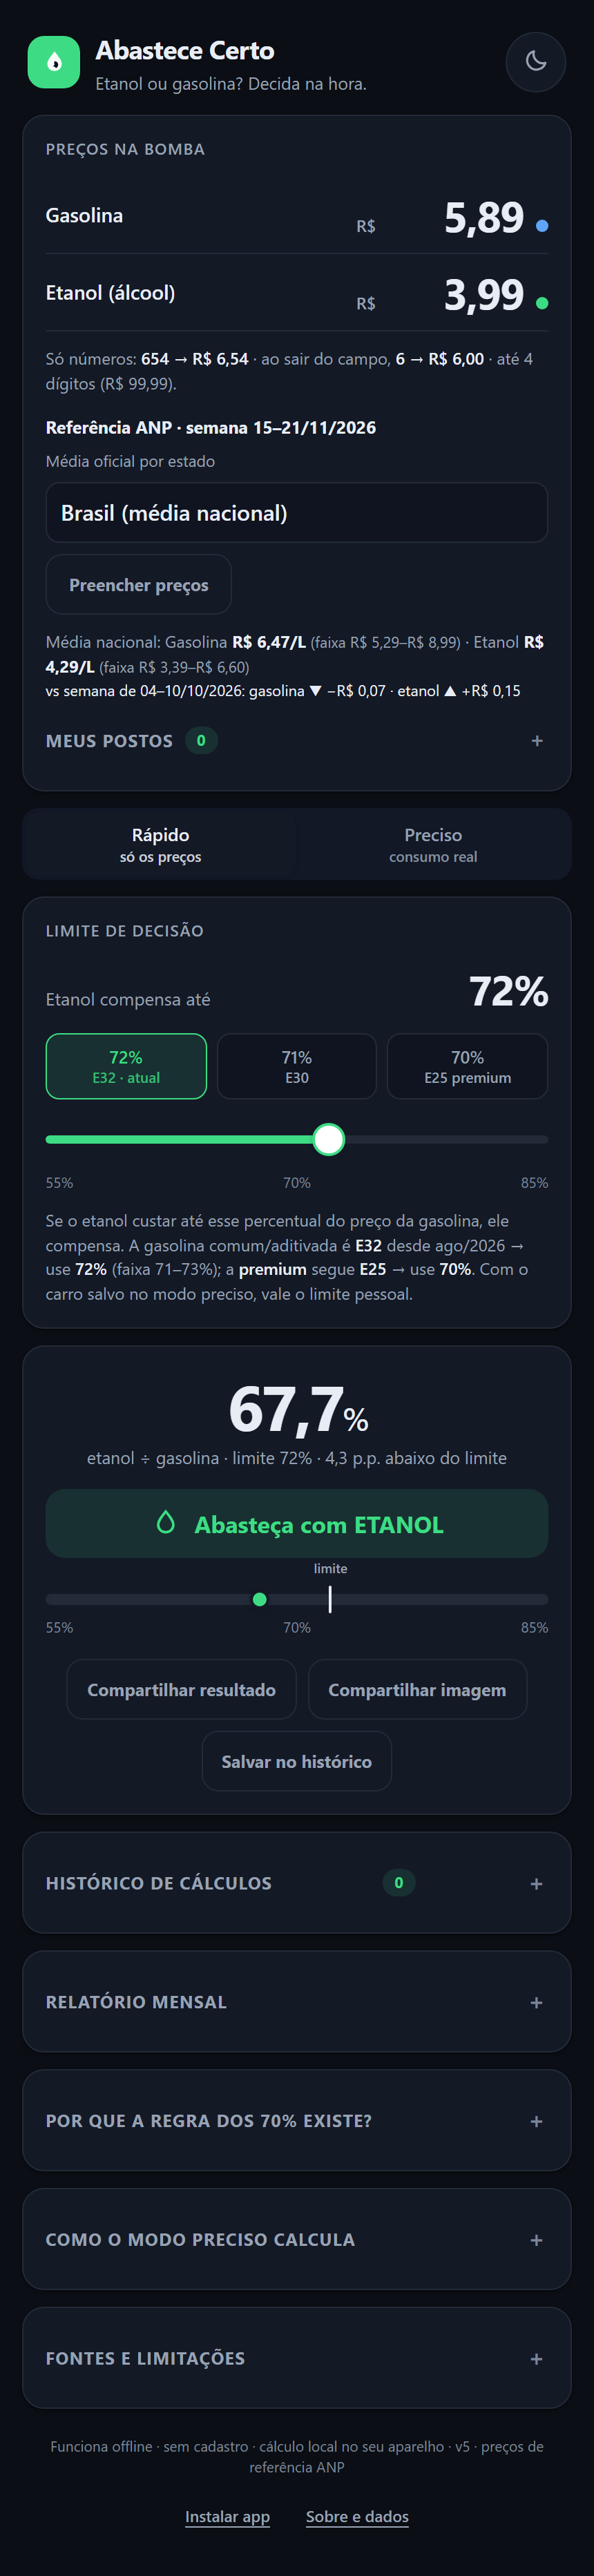 Abastece Certo
Etanol ou gasolina? Decida na hora.
PREÇOS NA BOMBA
Gasolina R$ 5,89
Etanol (álcool) R$ 3,99
Só números: 654 → R$ 6,54 · ao sair do campo, 6 → R$ 6,00 · até 4
dígitos (R$ 99,99).
Referência ANP · semana 15–21/11/2026
Média oficial por estado
Brasil (média nacional)
Preencher preços
Média nacional: Gasolina R$ 6,47/L (faixa R$ 5,29–R$ 8,99) · Etanol R$
4,29/L (faixa R$ 3,39–R$ 6,60)
vs semana de 04–10/10/2026: gasolina ▼ −R$ 0,07 · etanol ▲ +R$ 0,15
MEUS POSTOS 0 +
Rápido
só os preços
Preciso
consumo real
LIMITE DE DECISÃO
Etanol compensa até 72%
72%
E32 · atual
71%
E30
70%
E25 premium
55% 70% 85%
Se o etanol custar até esse percentual do preço da gasolina, ele
compensa. A gasolina comum/aditivada é E32 desde ago/2026 →
use 72% (faixa 71–73%); a premium segue E25 → use 70%. Com o
carro salvo no modo preciso, vale o limite pessoal.
67,7%
etanol ÷ gasolina · limite 72% · 4,3 p.p. abaixo do limite
Abasteça com ETANOL
limite
55% 70% 85%
Compartilhar resultado
Compartilhar imagem
Salvar no histórico
HISTÓRICO DE CÁLCULOS 0 +
RELATÓRIO MENSAL +
POR QUE A REGRA DOS 70% EXISTE? +
COMO O MODO PRECISO CALCULA +
FONTES E LIMITAÇÕES +
Funciona offline · sem cadastro · cálculo local no seu aparelho · v5 · preços de
referência ANP
Instalar app
Sobre e dados